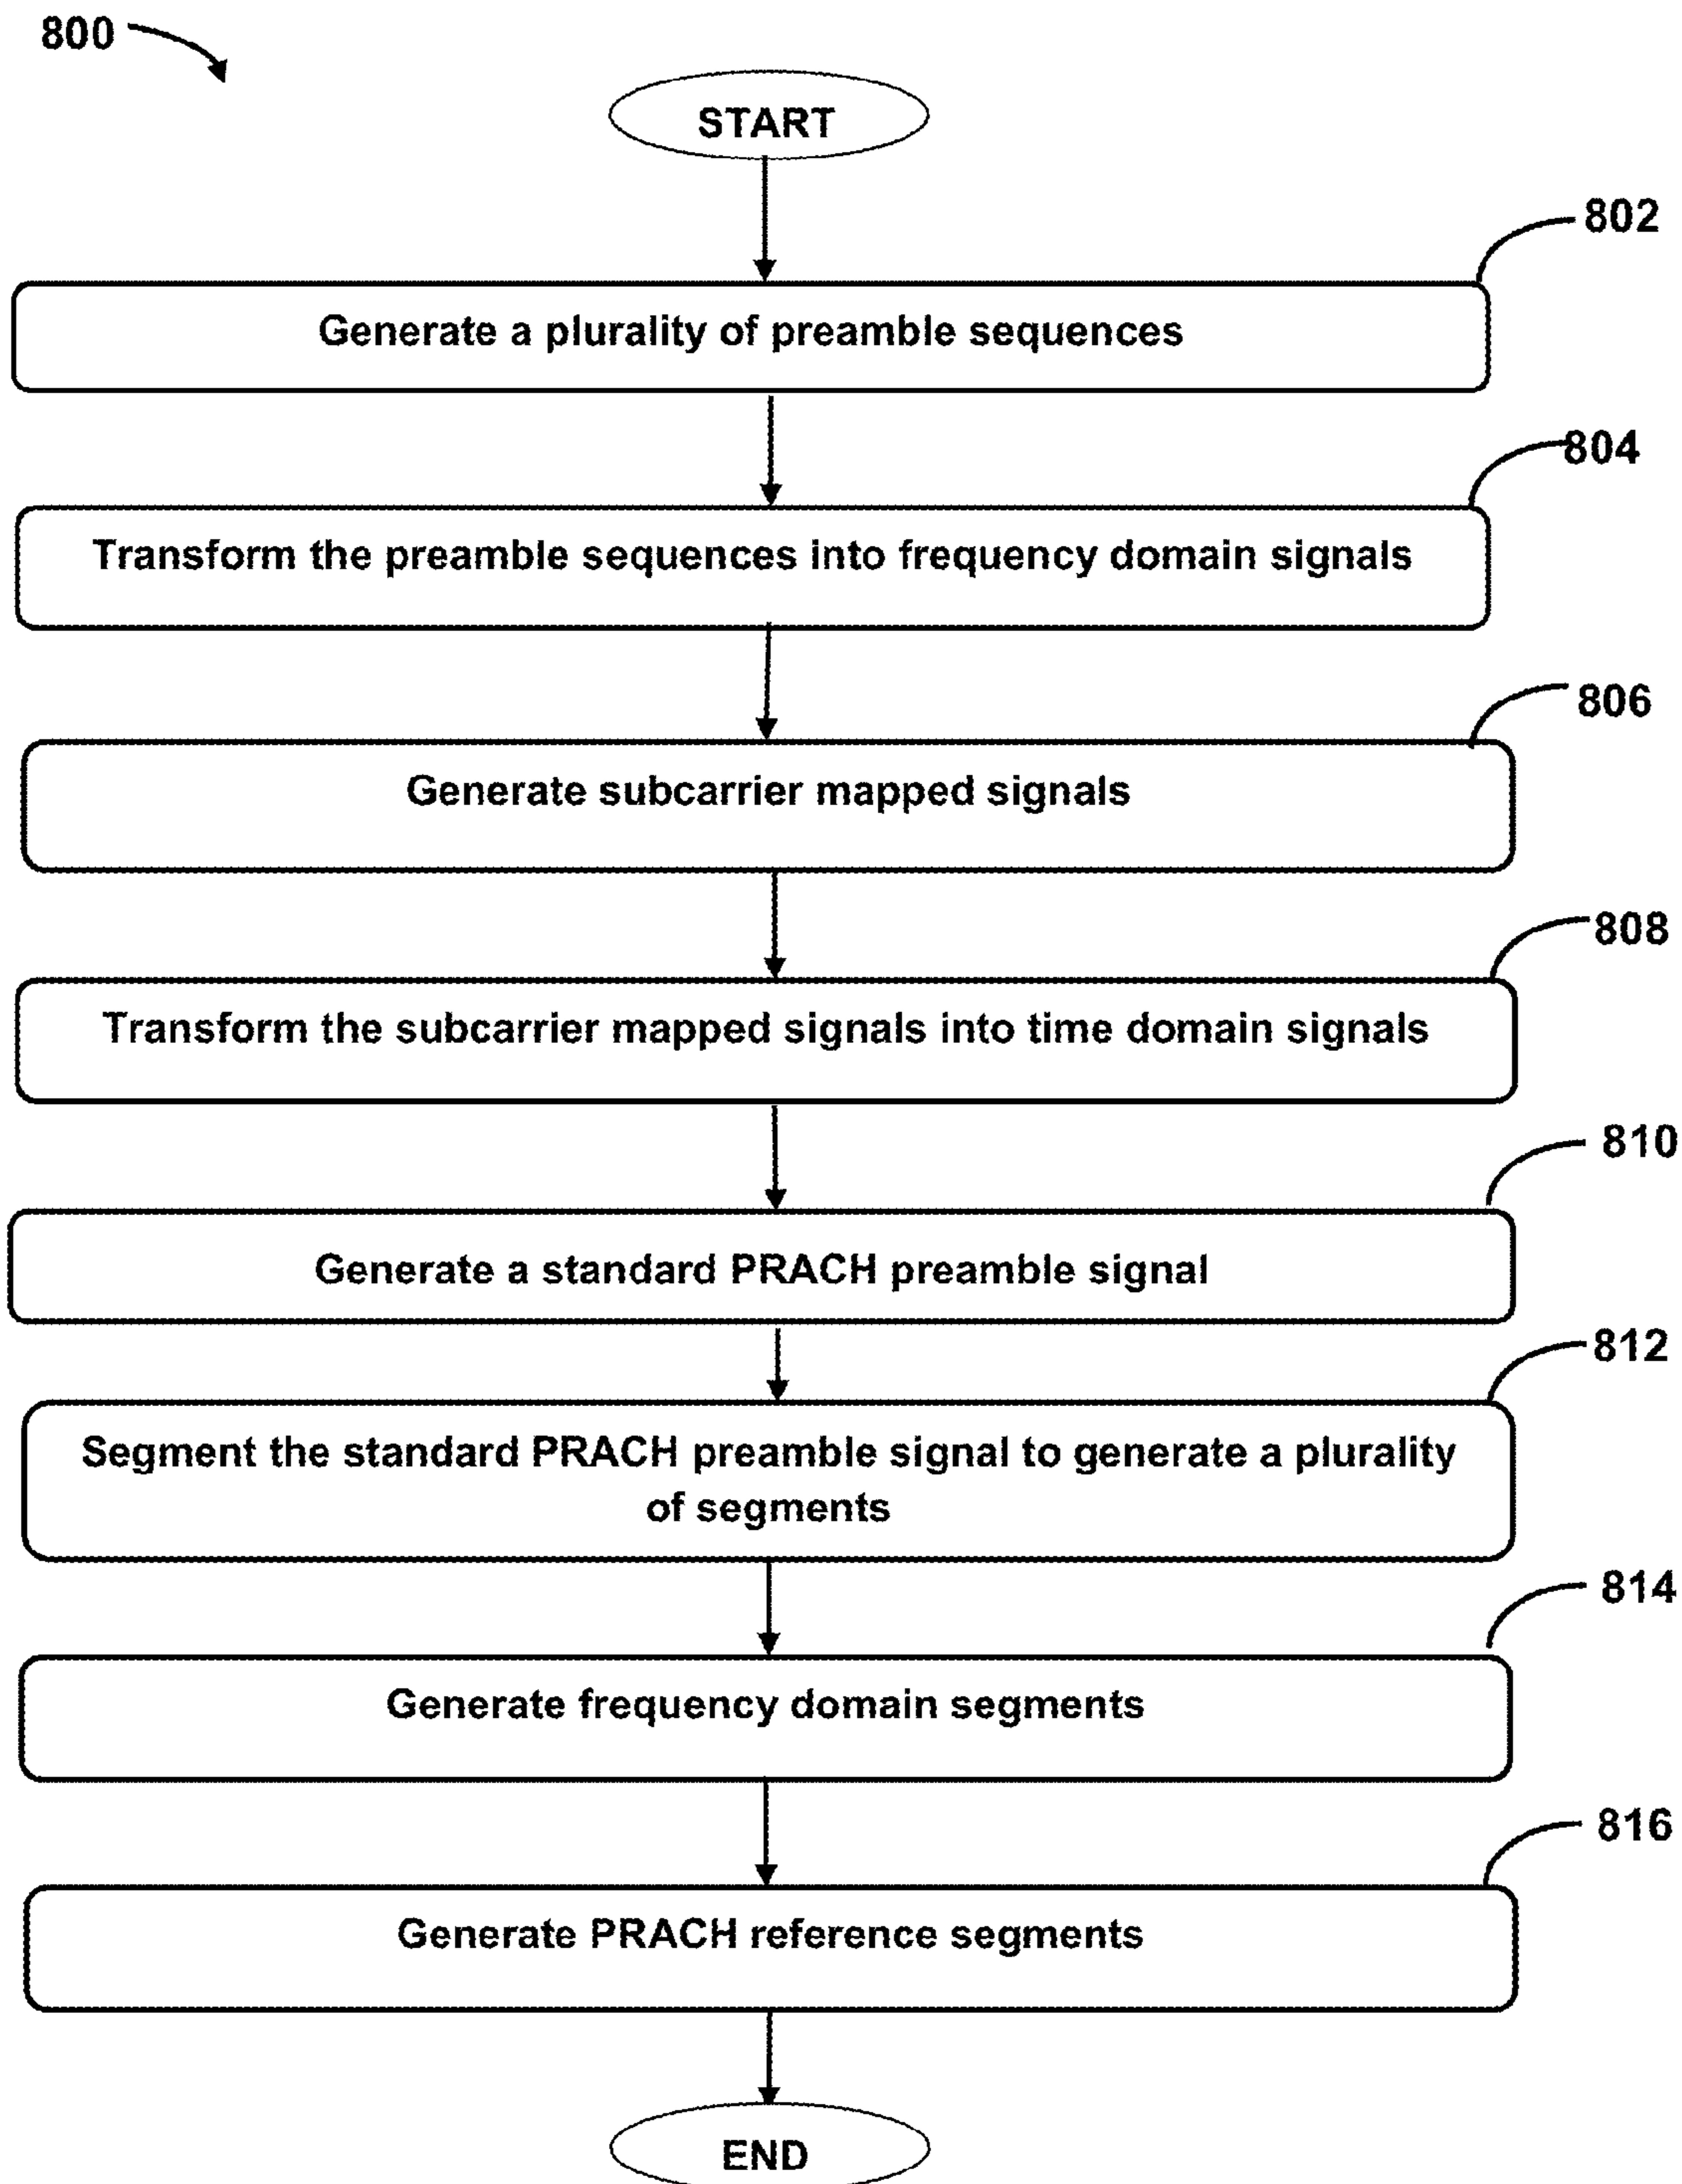 800
START
802
Generate a plurality of preamble sequences
804
Transform the preamble sequences into frequency domain signals
806
Generate subcarrier mapped signals
808
Transform the subcarrier mapped signals into time domain signals
810
Generate a standard PRACH preamble signal
812
Segment the standard PRACH preamble signal to generate a plurality
of segments
814
Generate frequency domain segments
816
Generate PRACH reference segments
END